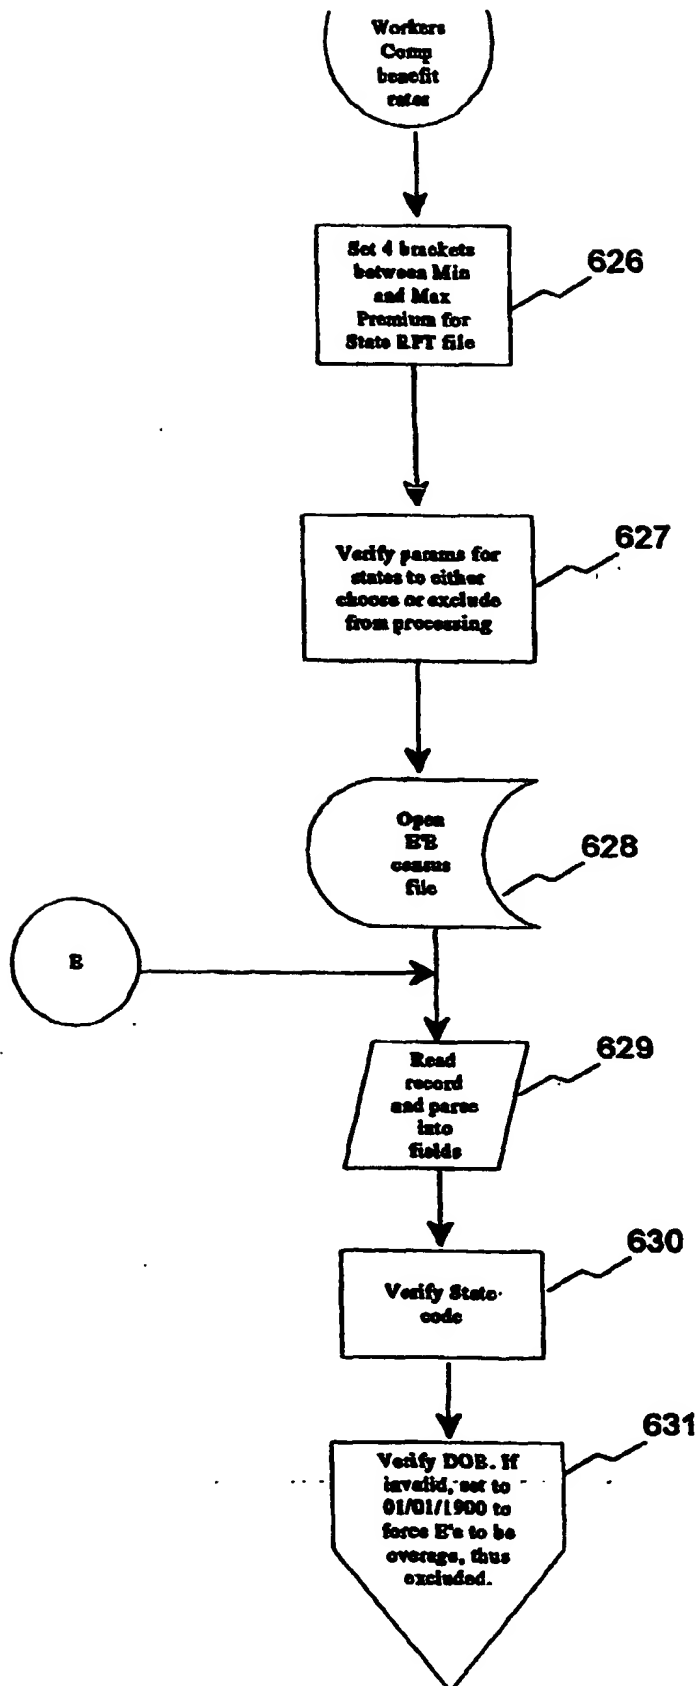 Workers
Comp
benefit
rates
Set 4 brackets
between Min
and Max
Premium for
State RPT file
626
Verify params for
states to either
choose or exclude
from processing
627
Open
EE
census
file
628
E
Read
record
and parse
into
fields
629
Verify State
code
630
Verify DOB. If
invalid, set to
01/01/1900 to
force E's to be
overage, thus
excluded.
631